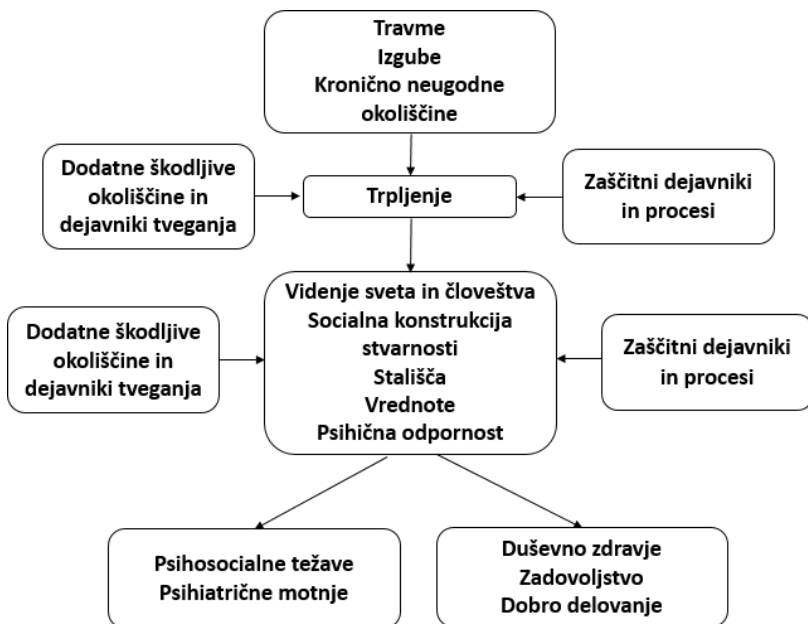 Travme
Izgube
Kronično neugodne
okoliščine
Dodatne škodljive
okoliščine in
dejavniki tveganja
Trpljenje
Zaščitni dejavniki
in procesi
Dodatne škodljive
okoliščine in
dejavniki tveganja
Videnje sveta in človeštva
Socialna konstrukcija
stvarnosti
Stališča
Vrednote
Psihična odpornost
Zaščitni dejavniki
in procesi
Psihosocialne težave
Psihiatrične motnje
Duševno zdravje
Zadovoljstvo
Dobro delovanje